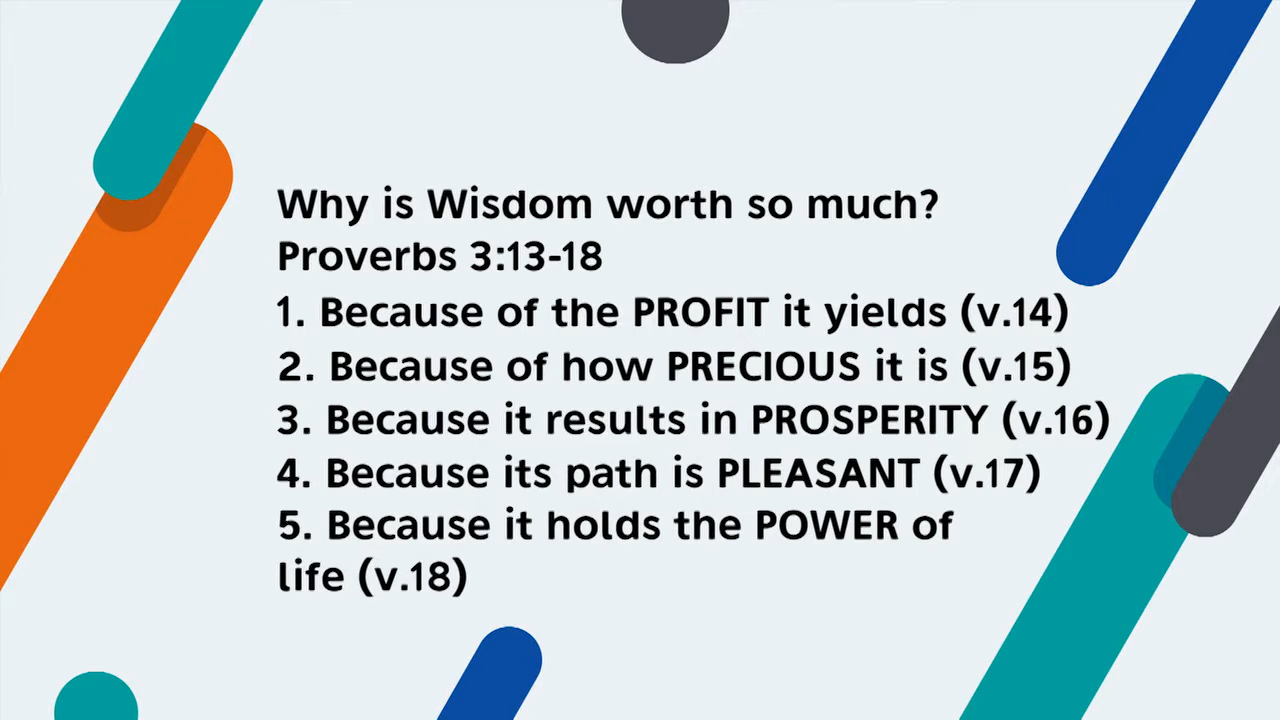 Why is Wisdom worth so much?
Proverbs 3:13-18
1. Because of the PROFIT it yields (v.14)
2. Because of how PRECIOUS it is (v.15)
3. Because it results in PROSPERITY (v.16)
4. Because its path is PLEASANT (v.17)
5. Because it holds the POWER of
life (v.18)